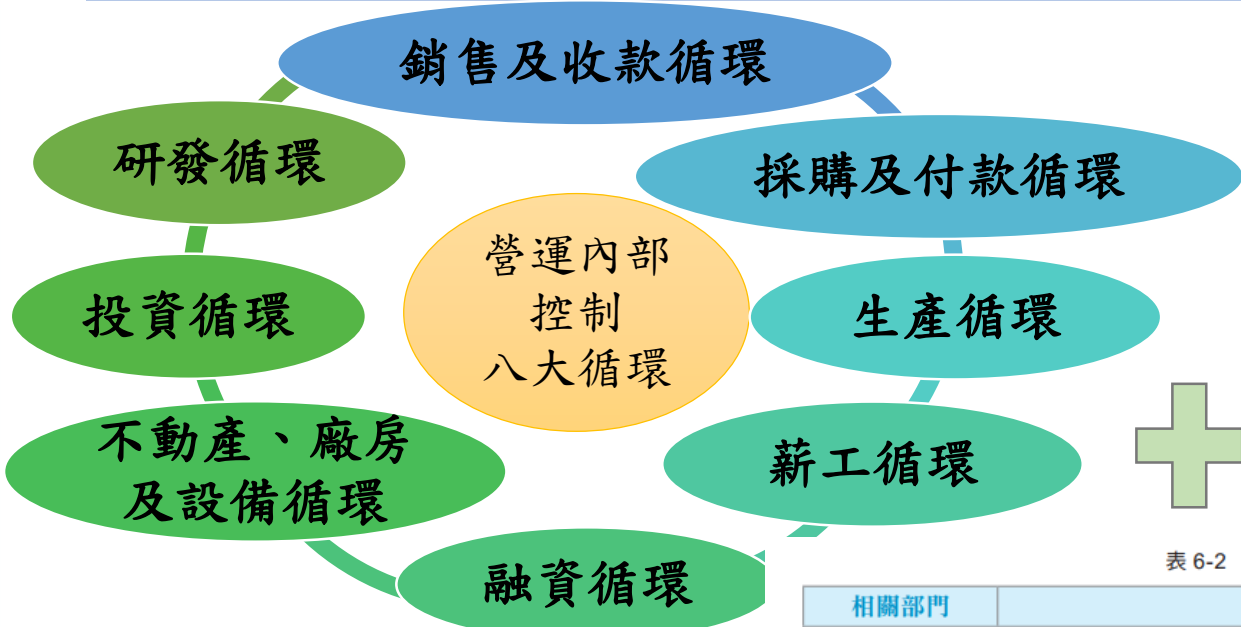 銷售及收款循環
研發循環
採購及付款循環
營運內部
控制
八大循環
投資循環
生產循環
不動產、廠房
及設備循環
薪工循環
融資循環
表 6-2
相關部門